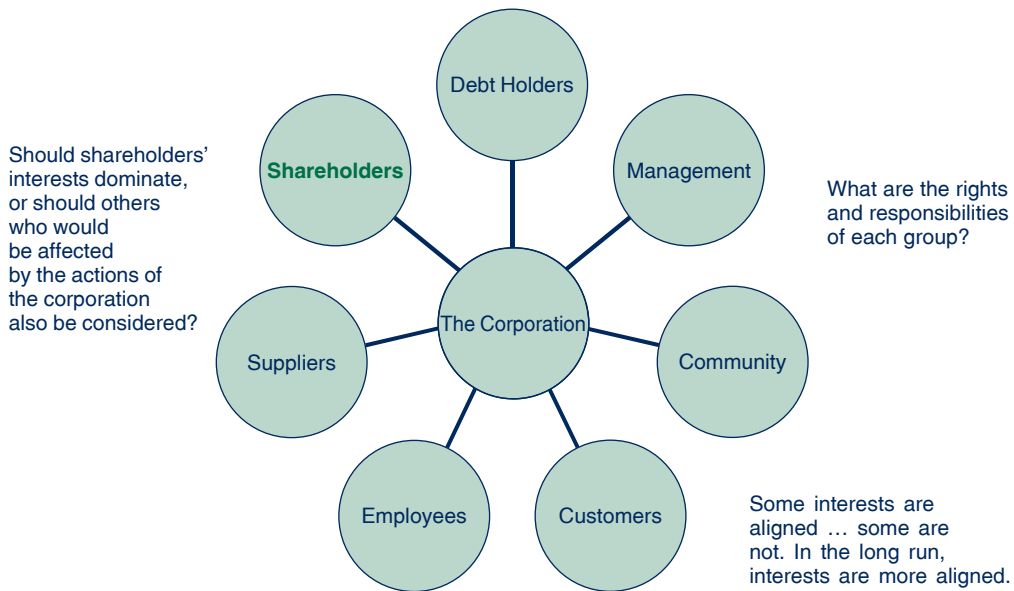 Debt Holders
Shareholders
Management
Should shareholders’
interests dominate,
or should others
who would
be affected
by the actions of
the corporation
also be considered?
What are the rights
and responsibilities
of each group?
The Corporation
Suppliers
Community
Employees
Customers
Some interests are
aligned … some are
not. In the long run,
interests are more aligned.